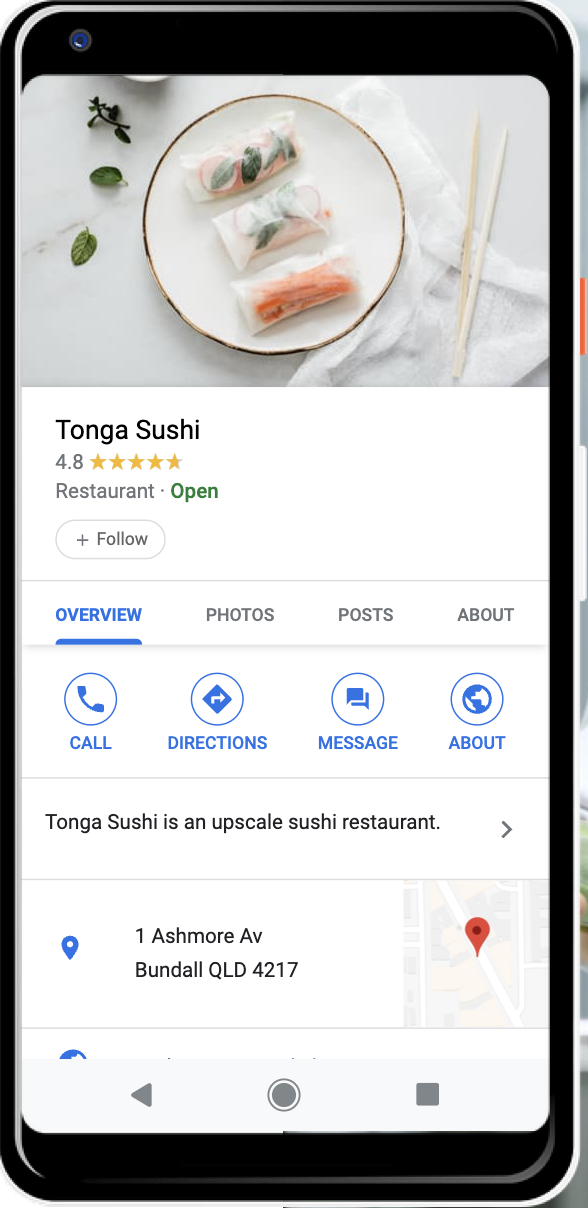 Tonga Sushi
4.8
Restaurant · Open
+ Follow
OVERVIEW PHOTOS POSTS ABOUT
CALL DIRECTIONS MESSAGE ABOUT
Tonga Sushi is an upscale sushi restaurant.
1 Ashmore Av
Bundall QLD 4217